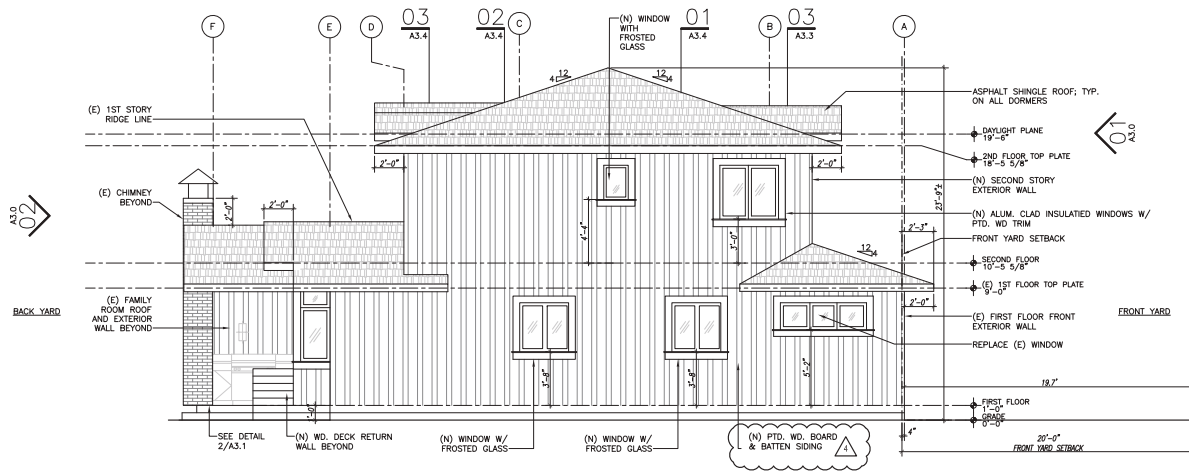 F
E
D
03
A3.4
02
A3.4
C
(N) WINDOW
WITH
FROSTED
GLASS
01
A3.4
B
03
A3.3
A
12
4
12
4
(E) 1ST STORY
RIDGE LINE
ASPHALT SHINGLE ROOF; TYP.
ON ALL DORMERS
DAYLIGHT PLANE
19'-6"
01
A3.0
2ND FLOOR TOP PLATE
18'-5 5/8"
2'-0"
2'-0"
(N) SECOND STORY
EXTERIOR WALL
23'-9"±
(E) CHIMNEY
BEYOND
02
A3.0
2'-0"
2'-0"
4'-4"
3'-0"
(N) ALUM. CLAD INSULATIED WINDOWS W/
PTD. WD TRIM
2'-3"
FRONT YARD SETBACK
12
4
SECOND FLOOR
10'-5 5/8"
(E) 1ST FLOOR TOP PLATE
9'-0"
2'-0"
(E) FAMILY
ROOM ROOF
AND EXTERIOR
WALL BEYOND
BACK YARD
(E) FIRST FLOOR FRONT
EXTERIOR WALL
FRONT YARD
REPLACE (E) WINDOW
3'-8"
3'-8"
5'-2"
19.7'
1'-0"
FIRST FLOOR
1'-0"
GRADE
0'-0"
4"
SEE DETAIL
2/A3.1
(N) WD. DECK RETURN
WALL BEYOND
(N) WINDOW W/
FROSTED GLASS
(N) WINDOW W/
FROSTED GLASS
(N) PTD. WD. BOARD
& BATTEN SIDING
4
20'-0"
FRONT YARD SETBACK